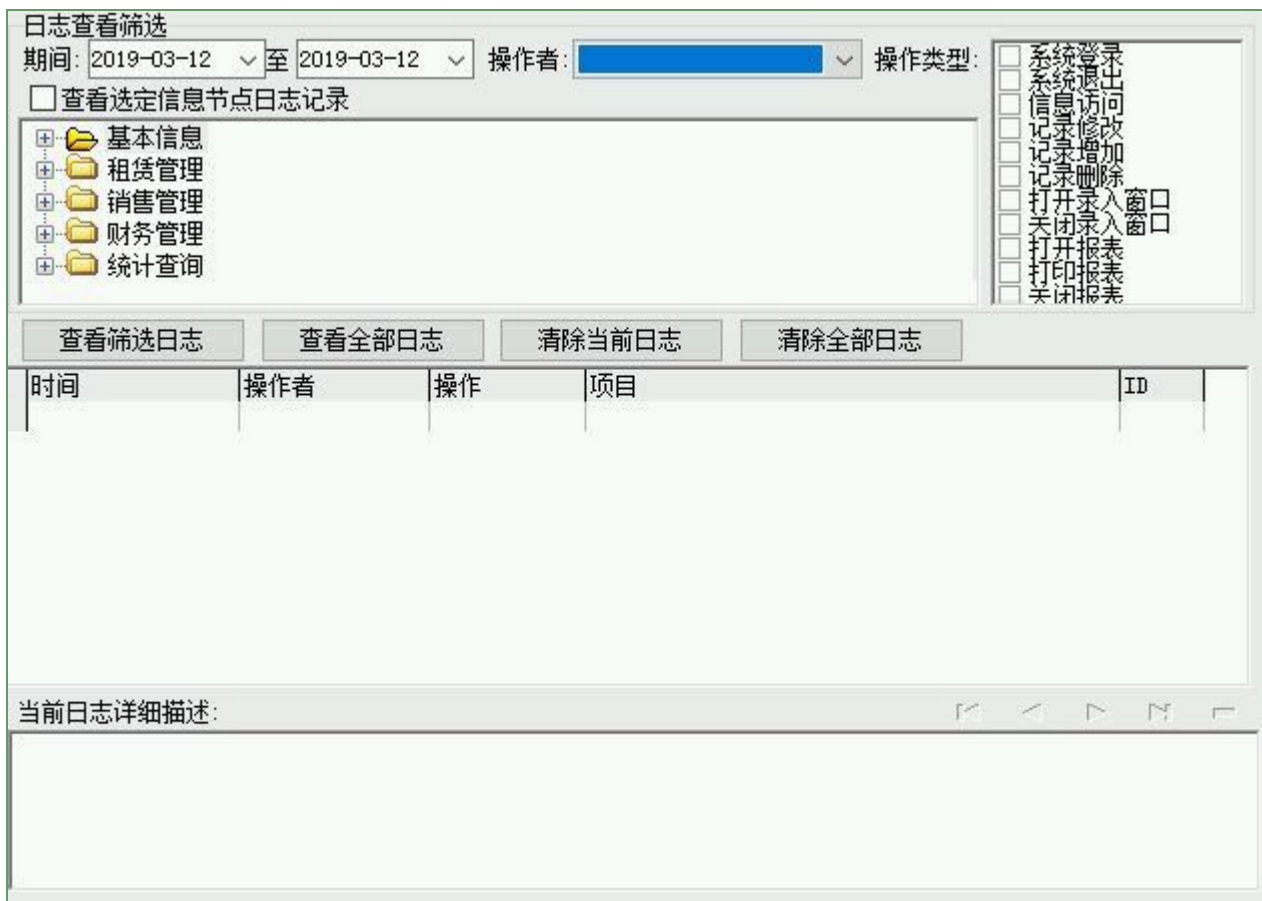 日志查看筛选
期间: 2019-03-12 至 2019-03-12 操作者: 操作类型:
系统登录
系统退出
信息访问
记录修改
记录增加
记录删除
打开录入窗口
关闭录入窗口
打开报表
打印报表
关闭报表
查看选定信息节点日志记录
基本信息
租赁管理
销售管理
财务管理
统计查询
查看筛选日志 查看全部日志 清除当前日志 清除全部日志
时间 操作者 操作 项目 ID
当前日志详细描述: